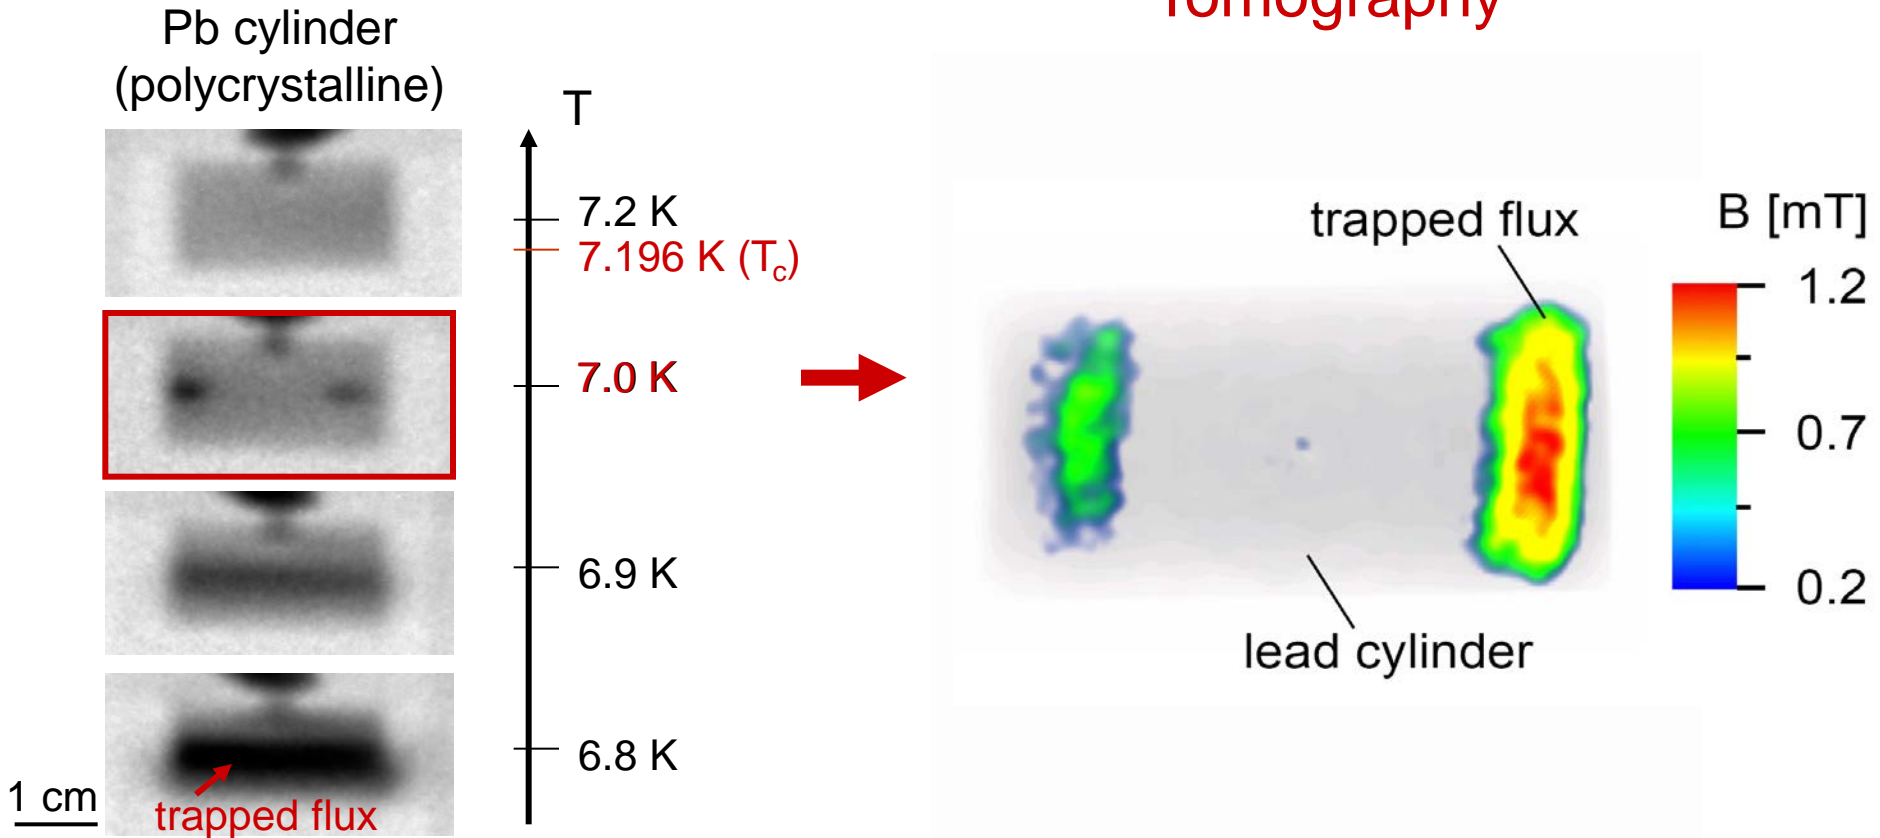 Tomography
Pb cylinder
(polycrystalline)
T
7.2 K
7.196 K (Tc)
7.0 K
6.9 K
6.8 K
1 cm
trapped flux
trapped flux
lead cylinder
B [mT]
1.2
0.7
0.2